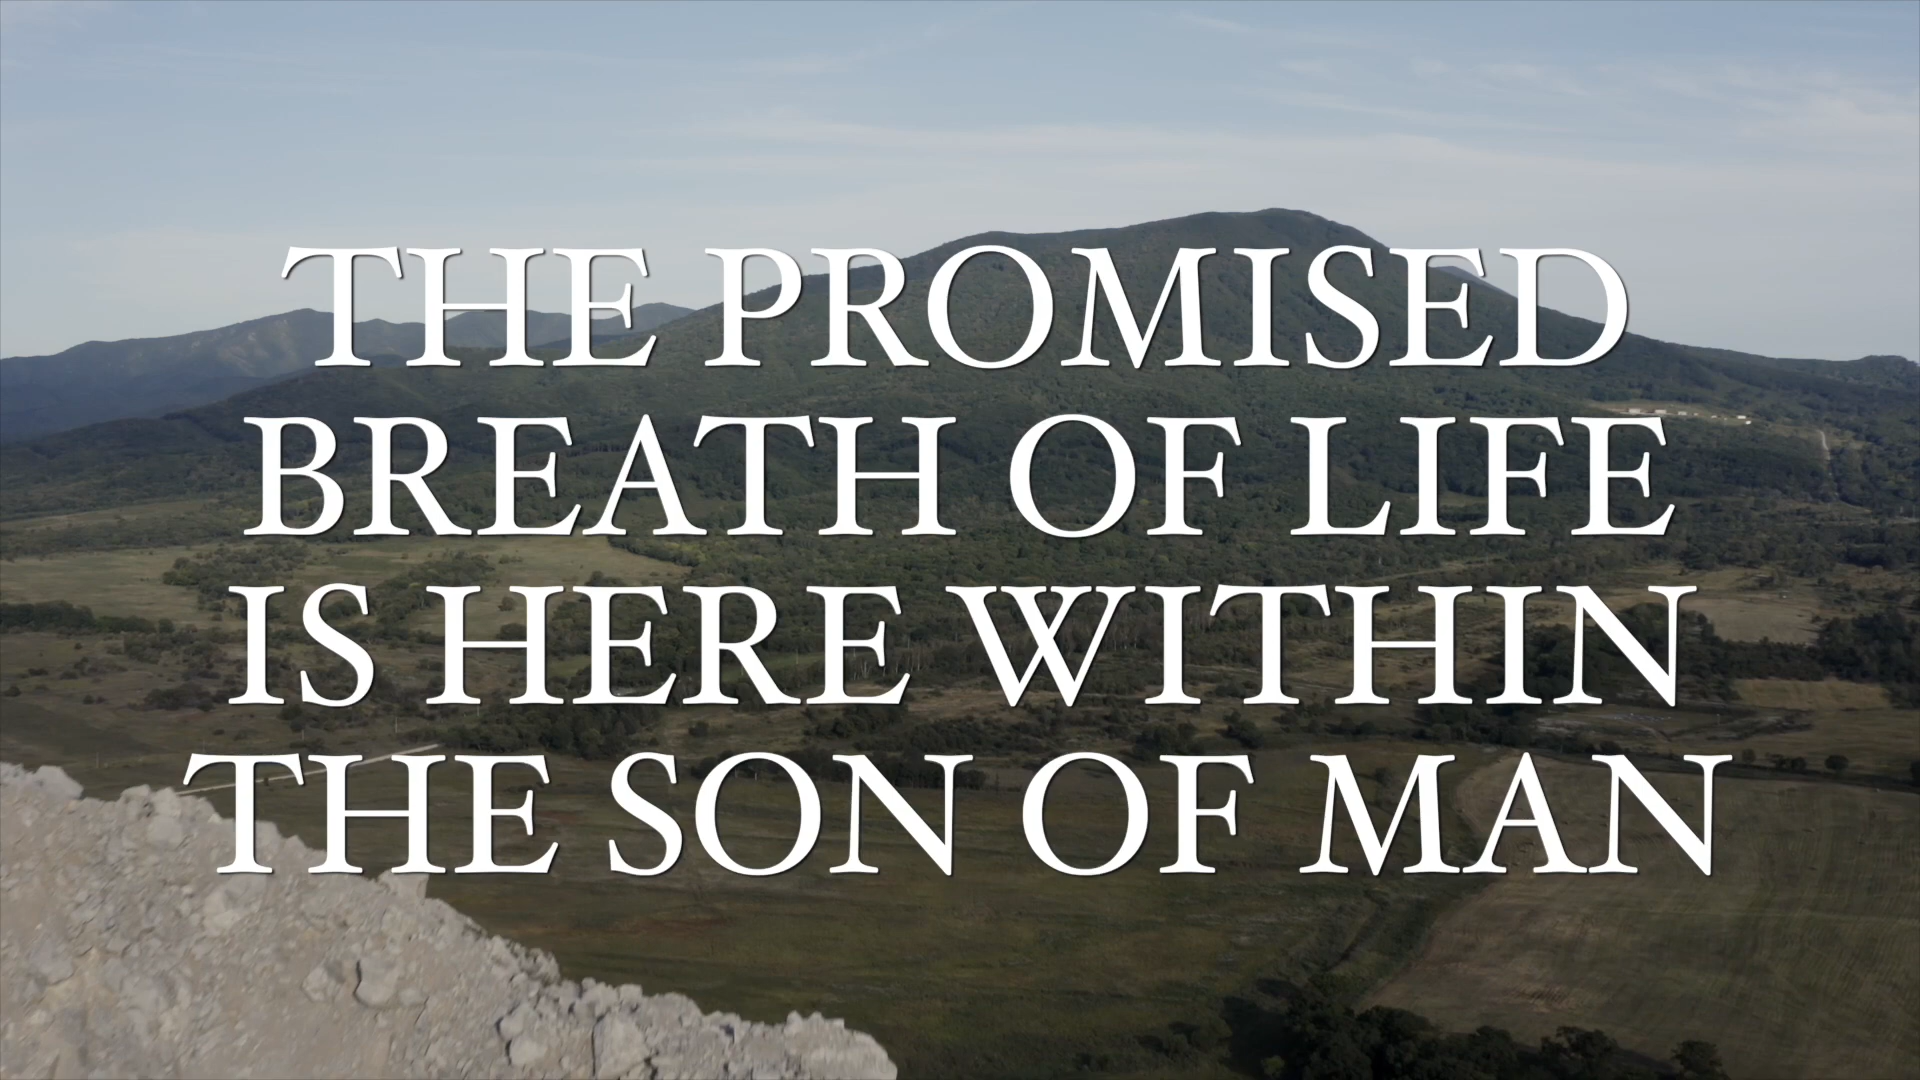 THE PROMISED
BREATH OF LIFE
IS HERE WITHIN
THE SON OF MAN